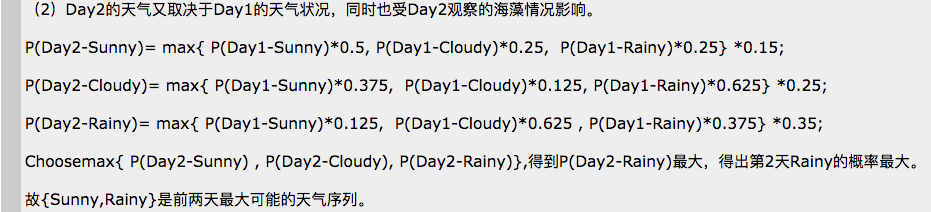 （2）Day2的天气又取决于Day1的天气状况，同时也受Day2观察的海藻情况影响。
P(Day2-Sunny)= max{ P(Day1-Sunny)*0.5, P(Day1-Cloudy)*0.25,  P(Day1-Rainy)*0.25} *0.15;
P(Day2-Cloudy)= max{ P(Day1-Sunny)*0.375,  P(Day1-Cloudy)*0.125, P(Day1-Rainy)*0.625} *0.25;
P(Day2-Rainy)= max{ P(Day1-Sunny)*0.125,  P(Day1-Cloudy)*0.625 , P(Day1-Rainy)*0.375} *0.35;
Choosemax{ P(Day2-Sunny) , P(Day2-Cloudy), P(Day2-Rainy)},得到P(Day2-Rainy)最大，得出第2天Rainy的概率最大。
故{Sunny,Rainy}是前两天最大可能的天气序列。